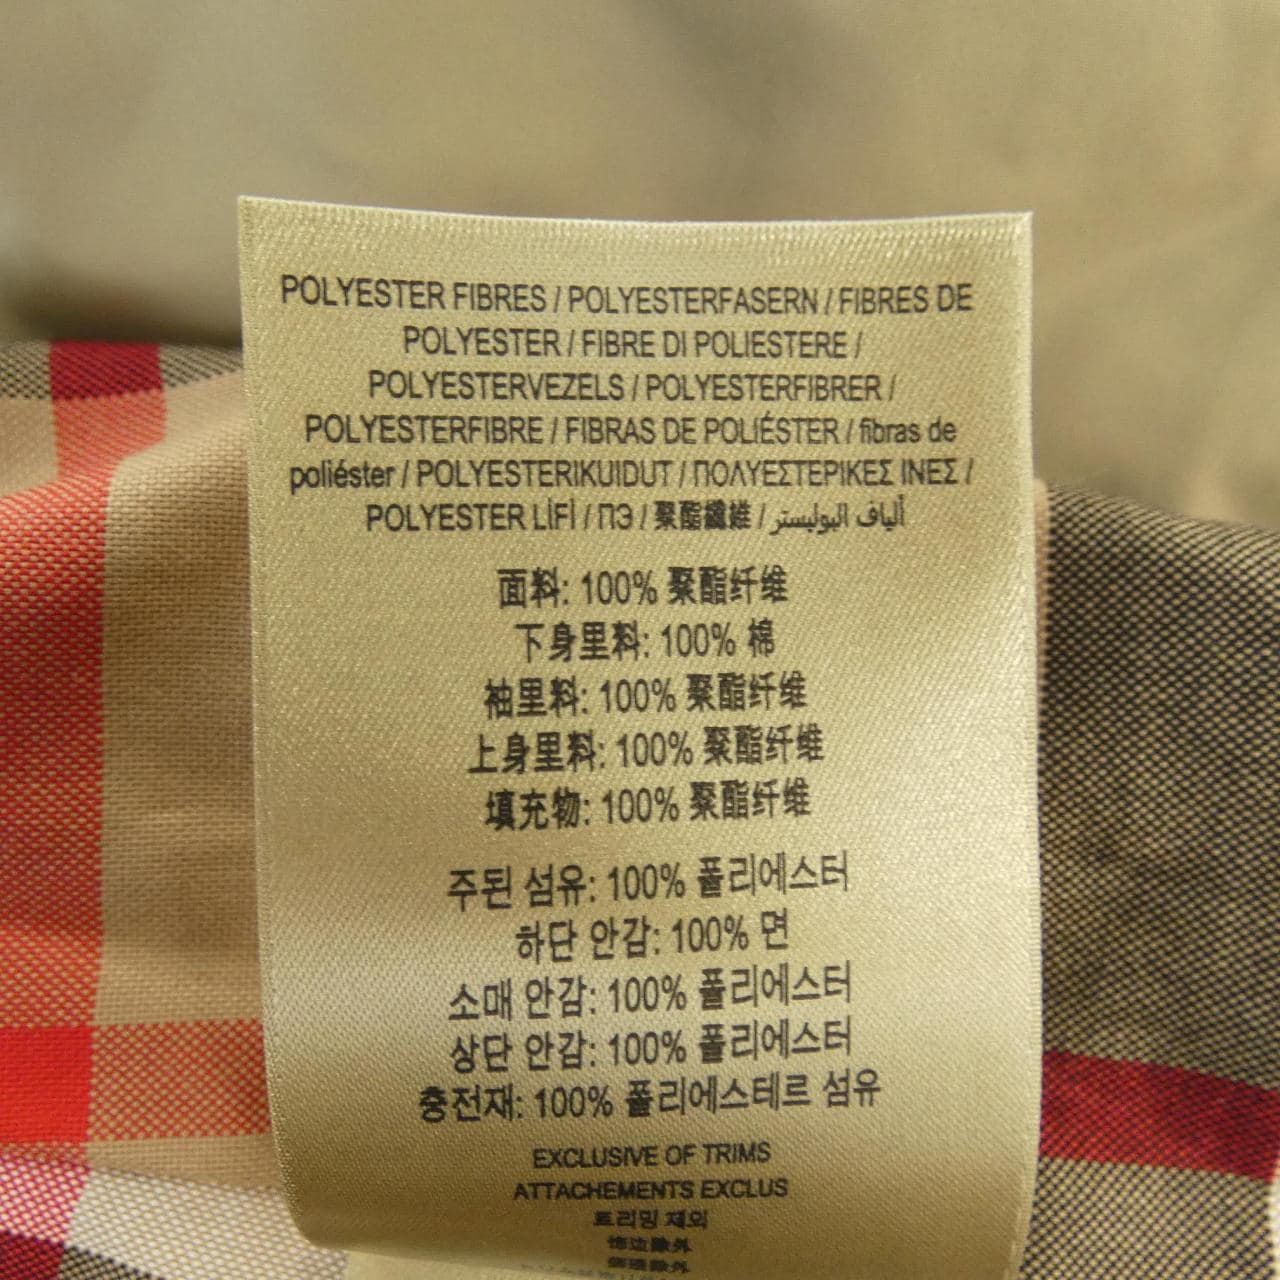 POLYESTER FIBRES / POLYESTERFASERN / FIBRES DE
POLYESTER / FIBRE DI POLIESTERE /
POLYESTERVEZELS / POLYESTERFIBRER /
POLYESTERFIBRE / FIBRAS DE POLIÉSTER / fibras de
poliéster / POLYESTERIKUIDUT / ΠΟΛΥΕΣΤΕΡΙΚΕΣ ΙΝΕΣ /
POLYESTER LİFİ / ПЭ / 聚酯纖維 / ألياف البوليستر
面料: 100% 聚酯纤维
下身里料: 100% 棉
袖里料: 100% 聚酯纤维
上身里料: 100% 聚酯纤维
填充物: 100% 聚酯纤维
주된 섬유: 100% 폴리에스터
하단 안감: 100% 면
소매 안감: 100% 폴리에스터
상단 안감: 100% 폴리에스터
충전재: 100% 폴리에스테르 섬유
EXCLUSIVE OF TRIMS
ATTACHEMENTS EXCLUS
트리밍 제외
饰边除外